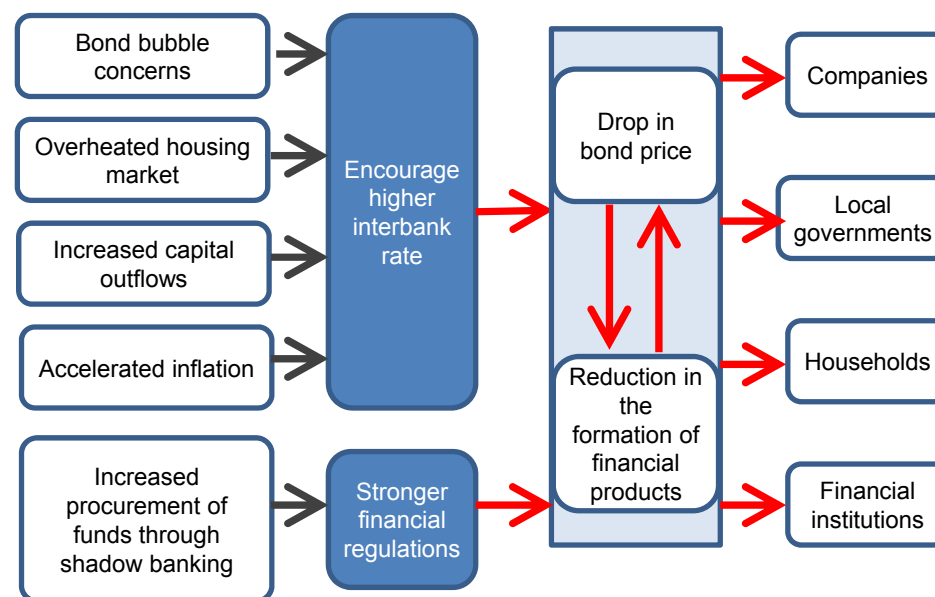 Bond bubble
concerns
Overheated housing
market
Increased capital
outflows
Accelerated inflation
Increased
procurement of
funds through
shadow banking
Encourage
higher
interbank
rate
Stronger
financial
regulations
Drop in
bond price
Reduction in
the
formation of
financial
products
Companies
Local
governments
Households
Financial
institutions